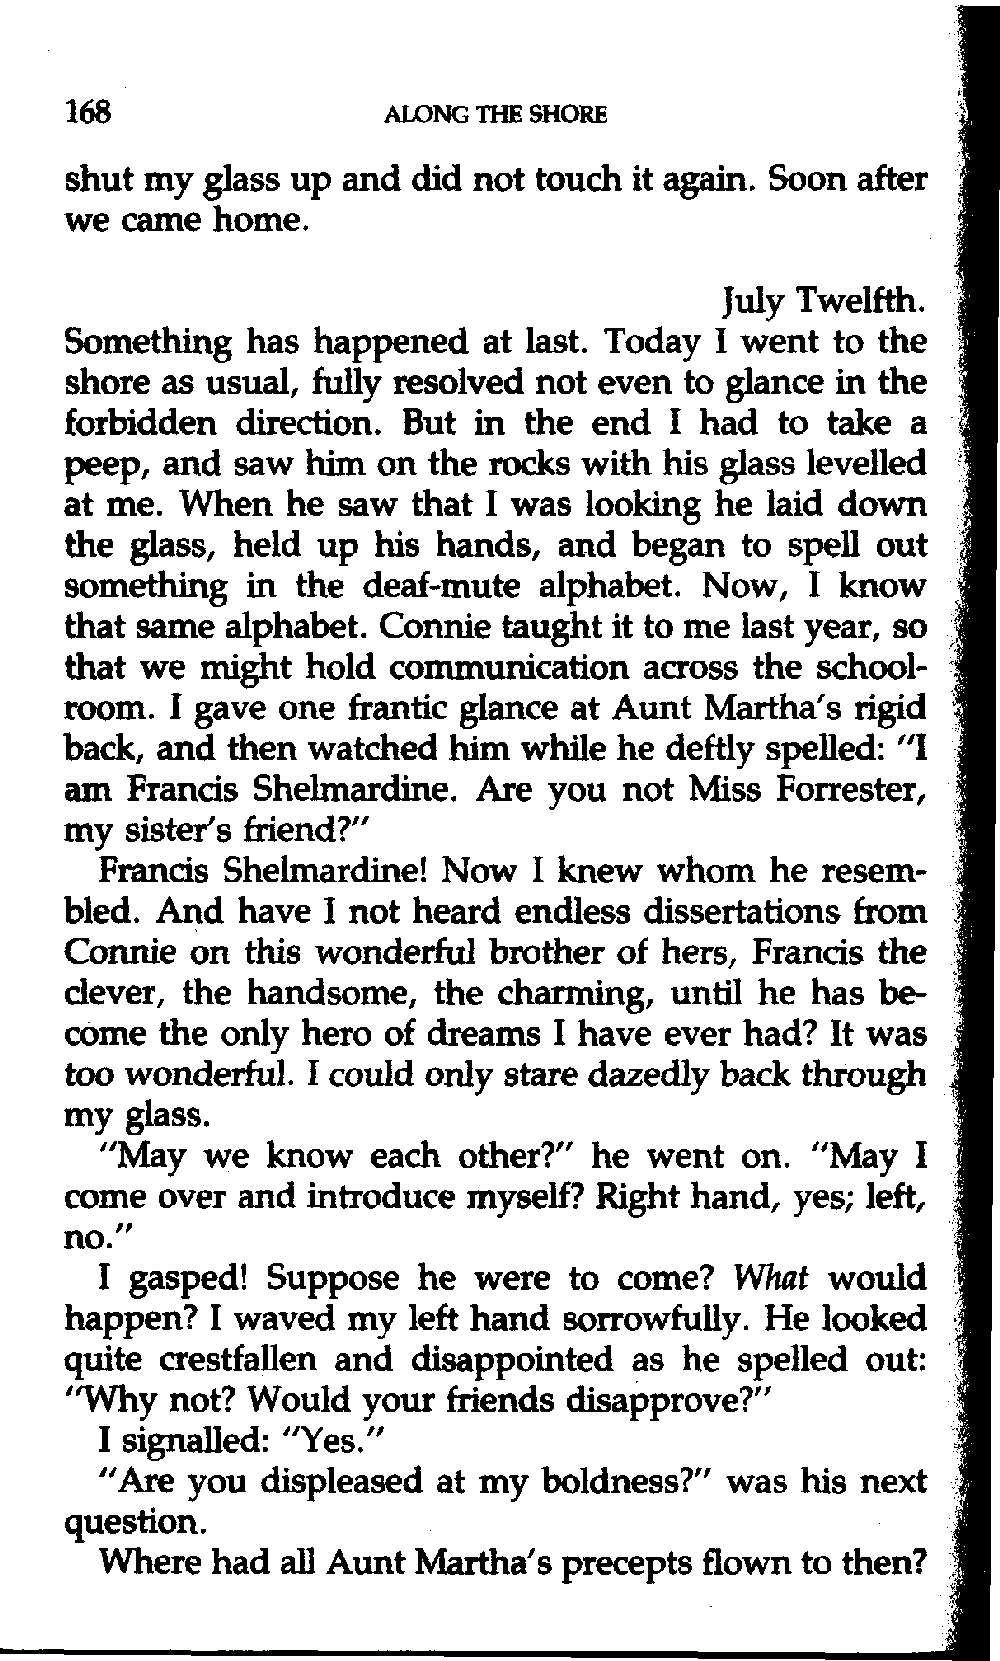 168 ALONG THE SHORE
shut my glass up and did not touch it again. Soon after
we came home.
July Twelfth.
Something has happened at last. Today I went to the
shore as usual, fully resolved not even to glance in the
forbidden direction. But in the end I had to take a
peep, and saw him on the rocks with his glass levelled
at me. When he saw that I was looking he laid down
the glass, held up his hands, and began to spell out
something in the deaf-mute alphabet. Now, I know
that same alphabet. Connie taught it to me last year, so
that we might hold communication across the school-
room. I gave one frantic glance at Aunt Martha's rigid
back, and then watched him while he deftly spelled: "I
am Francis Shelmardine. Are you not Miss Forrester,
my sister's friend?"
Francis Shelmardine! Now I knew whom he resem-
bled. And have I not heard endless dissertations from
Connie on this wonderful brother of hers, Francis the
clever, the handsome, the charming, until he has be-
come the only hero of dreams I have ever had? It was
too wonderful. I could only stare dazedly back through
my glass.
"May we know each other?" he went on. "May I
come over and introduce myself? Right hand, yes; left,
no."
I gasped! Suppose he were to come? What would
happen? I waved my left hand sorrowfully. He looked
quite crestfallen and disappointed as he spelled out:
"Why not? Would your friends disapprove?"
I signalled: "Yes."
"Are you displeased at my boldness?" was his next
question.
Where had all Aunt Martha's precepts flown to then?